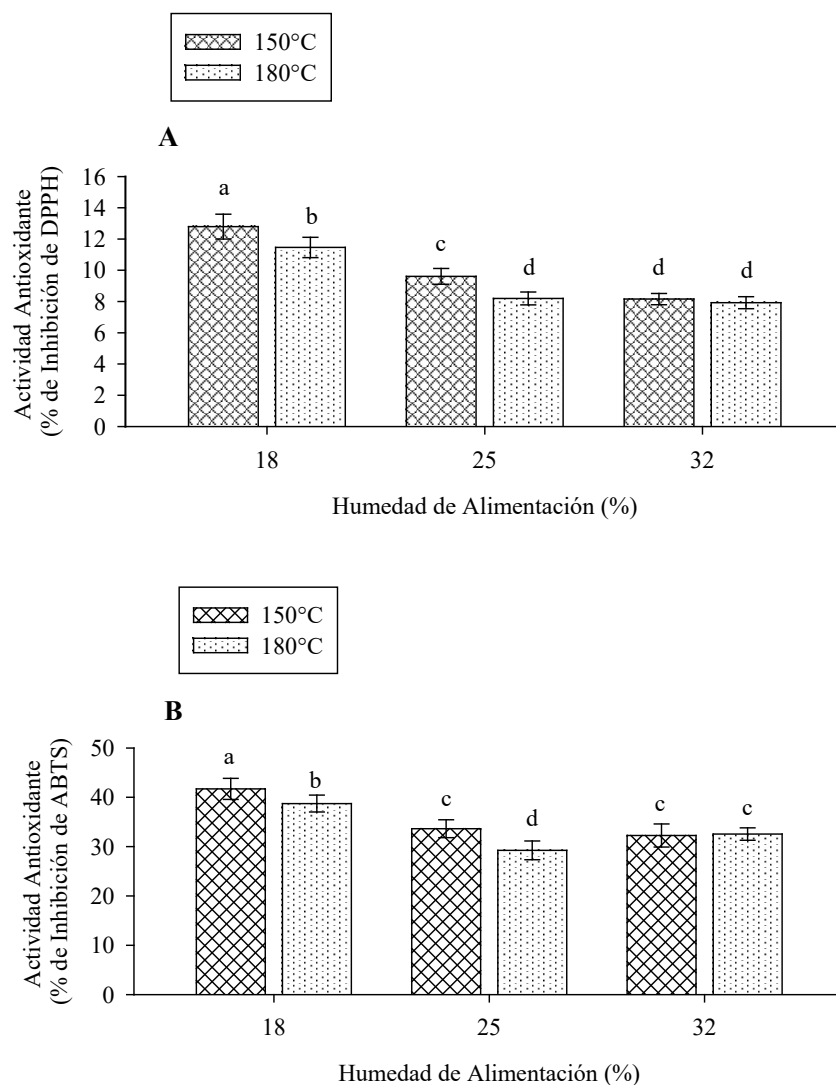 150°C
180°C
A
Actividad Antioxidante
(% de Inhibición de DPPH)
16
14
12
10
8
6
4
2
0
a
b
c
d
d
d
18
25
32
Humedad de Alimentación (%)
150°C
180°C
B
Actividad Antioxidante
(% de Inhibición de ABTS)
50
40
30
20
10
0
a
b
c
d
c
c
18
25
32
Humedad de Alimentación (%)